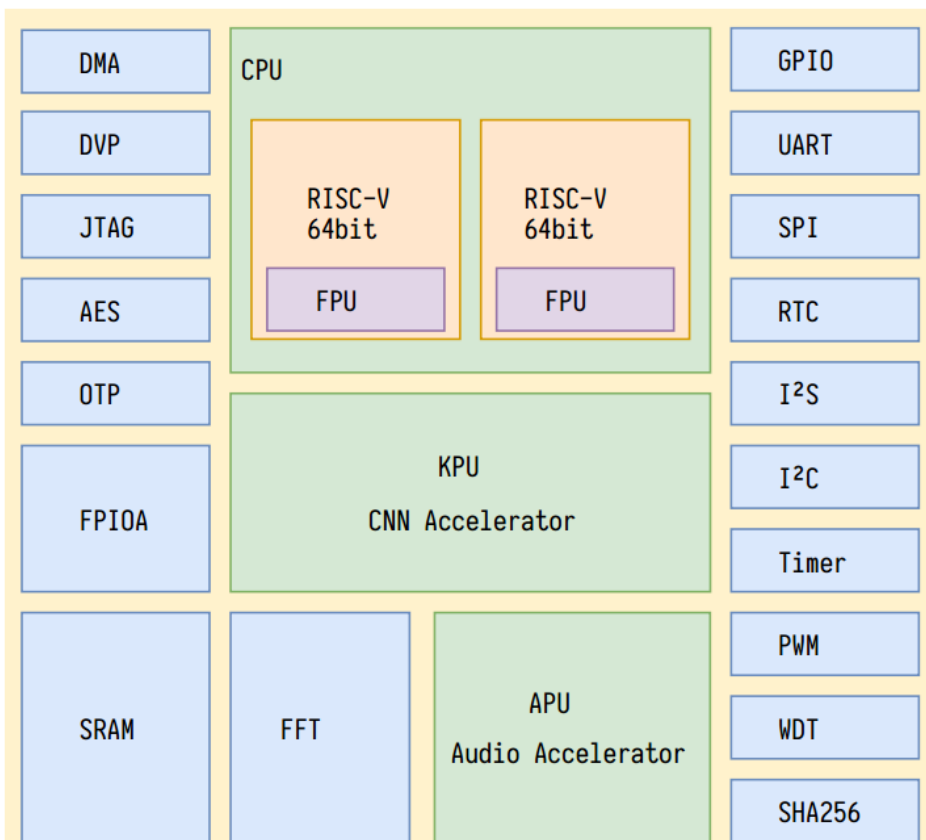 DMA
DVP
JTAG
AES
OTP
FPIOA
SRAM
CPU
RISC-V
64bit
FPU
RISC-V
64bit
FPU
KPU
CNN Accelerator
FFT
APU
Audio Accelerator
GPIO
UART
SPI
RTC
I²S
I²C
Timer
PWM
WDT
SHA256